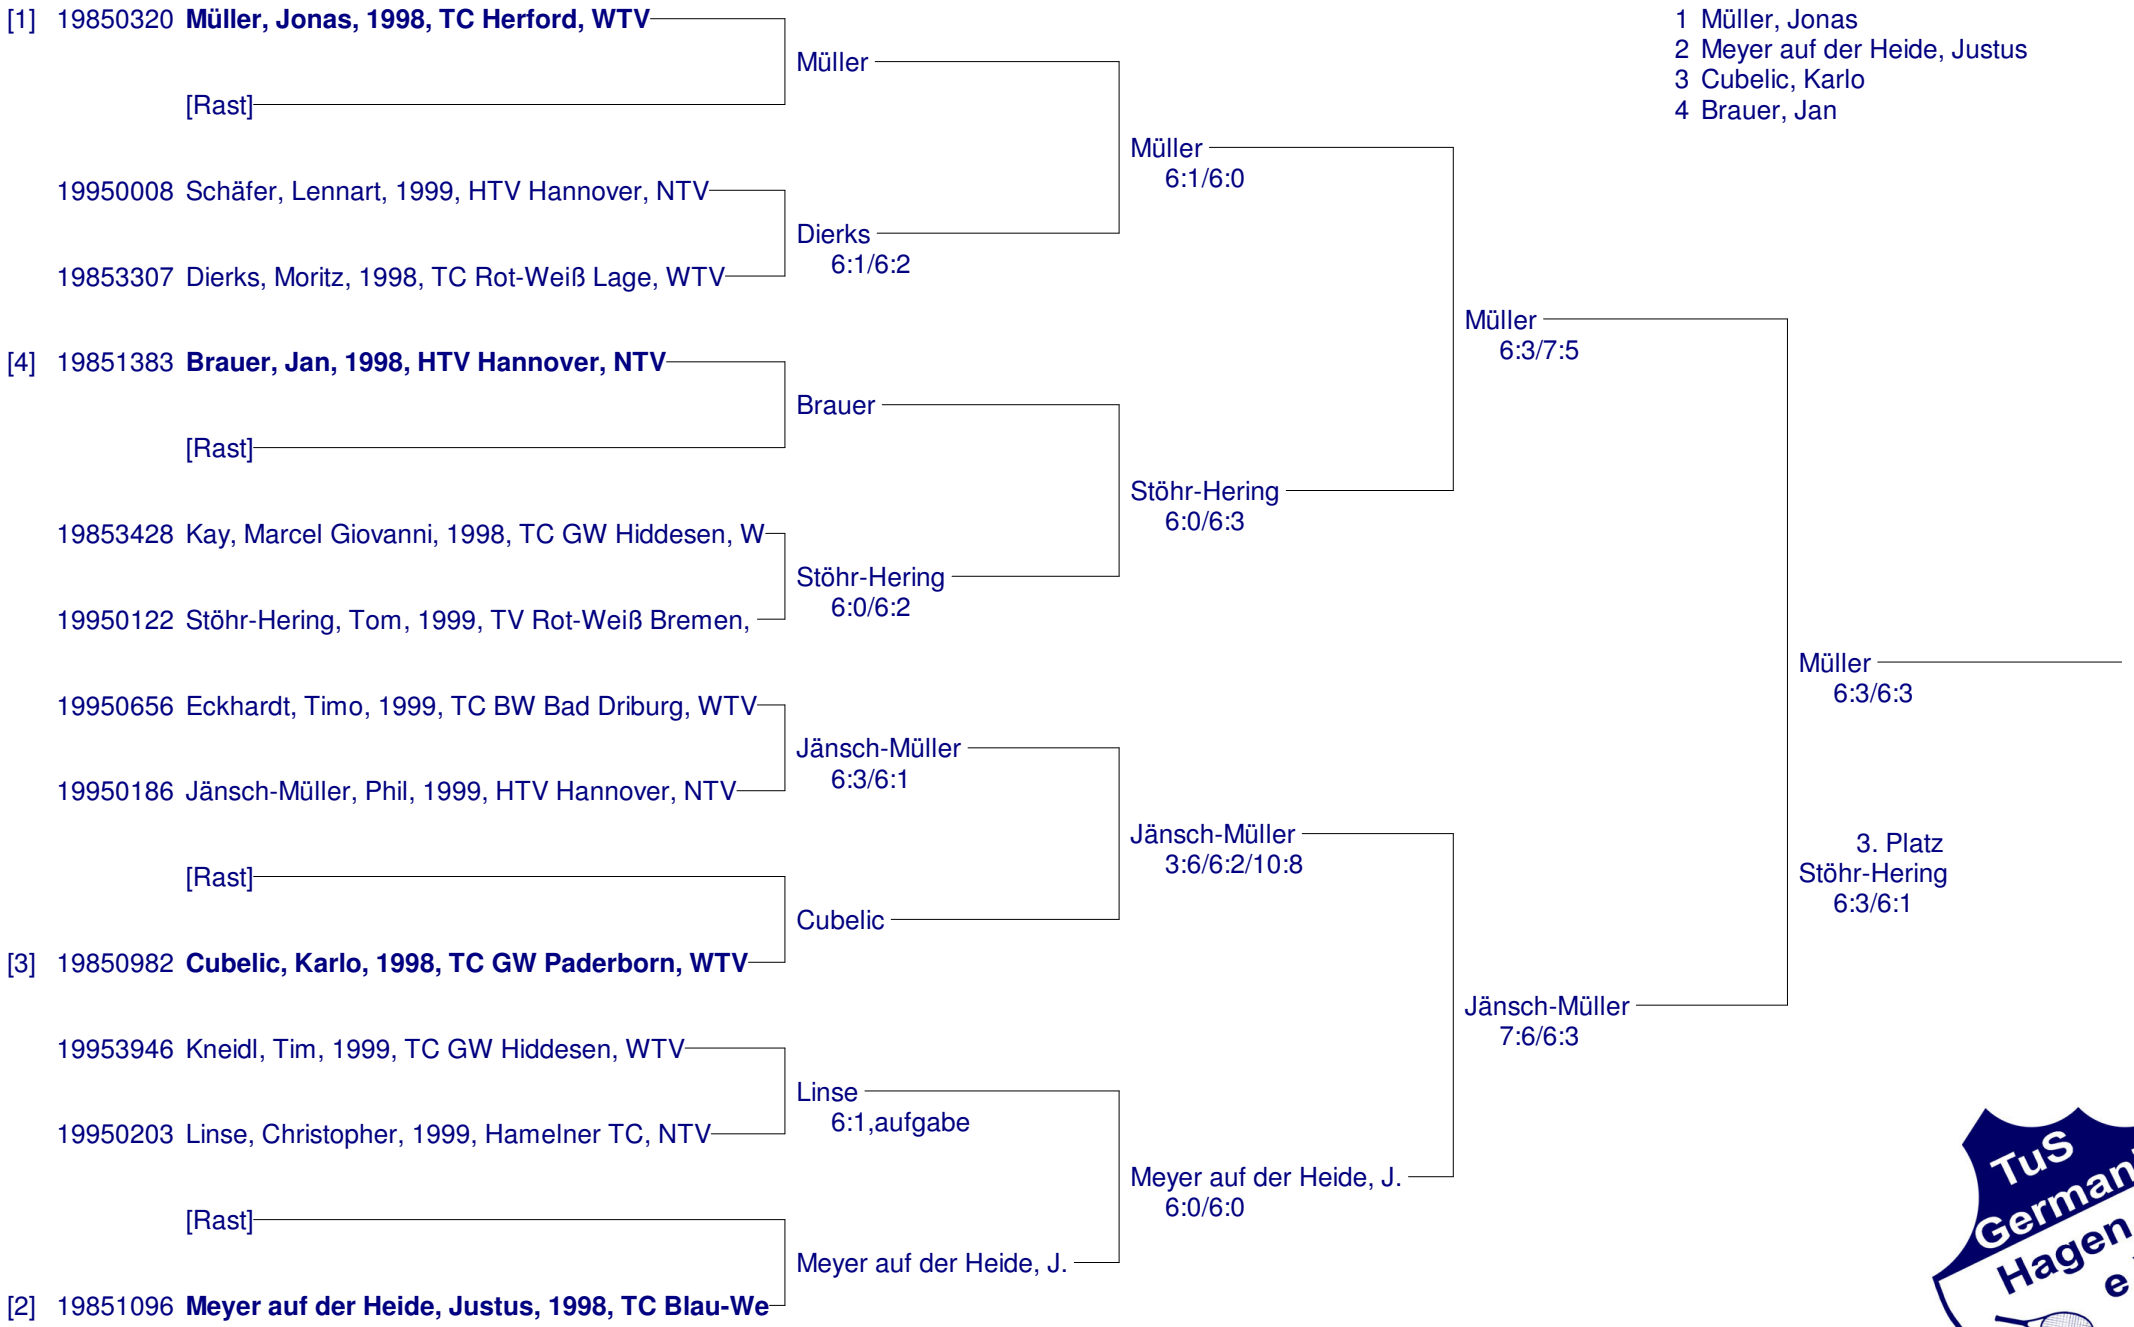 [1] 19850320 Müller, Jonas, 1998, TC Herford, WTV
[Rast]
19950008 Schäfer, Lennart, 1999, HTV Hannover, NTV
19853307 Dierks, Moritz, 1998, TC Rot-Weiß Lage, WTV
[4] 19851383 Brauer, Jan, 1998, HTV Hannover, NTV
[Rast]
19853428 Kay, Marcel Giovanni, 1998, TC GW Hiddesen, W
19950122 Stöhr-Hering, Tom, 1999, TV Rot-Weiß Bremen,
19950656 Eckhardt, Timo, 1999, TC BW Bad Driburg, WTV
19950186 Jänsch-Müller, Phil, 1999, HTV Hannover, NTV
[Rast]
[3] 19850982 Cubelic, Karlo, 1998, TC GW Paderborn, WTV
19953946 Kneidl, Tim, 1999, TC GW Hiddesen, WTV
19950203 Linse, Christopher, 1999, Hamelner TC, NTV
[Rast]
[2] 19851096 Meyer auf der Heide, Justus, 1998, TC Blau-We
Müller
Dierks
6:1/6:2
Brauer
Stöhr-Hering
6:0/6:2
Jänsch-Müller
6:3/6:1
Cubelic
Linse
6:1,aufgabe
Meyer auf der Heide, J.
Müller
6:1/6:0
Stöhr-Hering
6:0/6:3
Jänsch-Müller
3:6/6:2/10:8
Meyer auf der Heide, J.
6:0/6:0
Müller
6:3/7:5
Jänsch-Müller
7:6/6:3
Müller
6:3/6:3
3. Platz
Stöhr-Hering
6:3/6:1
1 Müller, Jonas
2 Meyer auf der Heide, Justus
3 Cubelic, Karlo
4 Brauer, Jan
TuS
German
Hagen
e